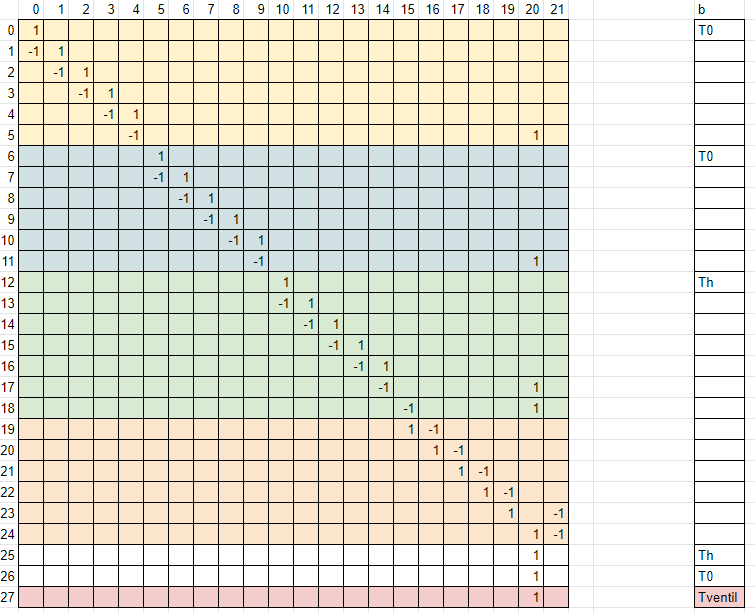 0 1 2 3 4 5 6 7 8 9 10 11 12 13 14 15 16 17 18 19 20 21 b
0 1 T0
1 -1 1
2 -1 1
3 -1 1
4 -1 1
5 -1 1
6 1 T0
7 -1 1
8 -1 1
9 -1 1
10 -1 1
11 -1 1
12 1 Th
13 -1 1
14 -1 1
15 -1 1
16 -1 1
17 -1 1
18 -1 1
19 1 -1
20 1 -1
21 1 -1
22 1 -1
23 1 -1
24 1 -1
25 1 Th
26 1 T0
27 1 Tventil